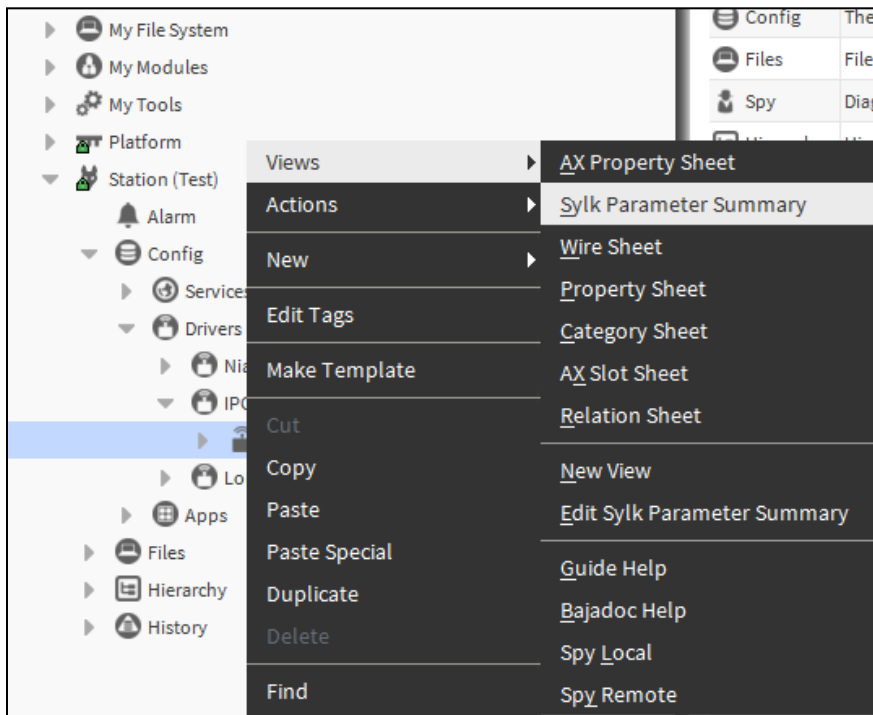 My File System
My Modules
My Tools
Platform
Station (Test)
Alarm
Config
Services
Drivers
Apps
Files
Hierarchy
History
Views
Actions
New
Edit Tags
Make Template
Cut
Copy
Paste
Paste Special
Duplicate
Delete
Find
AX Property Sheet
Sylk Parameter Summary
Wire Sheet
Property Sheet
Category Sheet
AX Slot Sheet
Relation Sheet
New View
Edit Sylk Parameter Summary
Guide Help
Bajadoc Help
Spy Local
Spy Remote
Config The
Files File
Spy